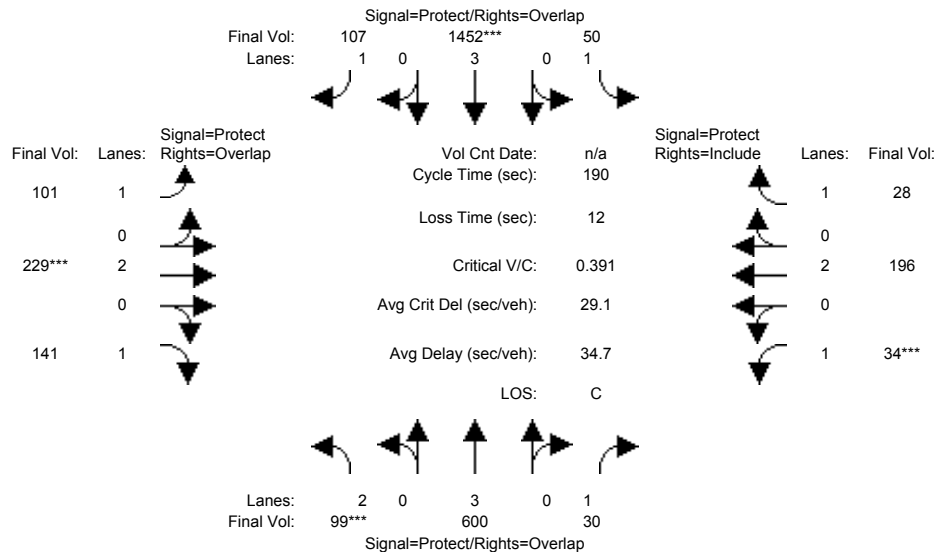 Signal=Protect/Rights=Overlap
Final Vol: 107 1452*** 50
Lanes: 1 0 3 0 1
Signal=Protect
Rights=Overlap
Final Vol: Lanes:
Vol Cnt Date: n/a
Cycle Time (sec): 190
Signal=Protect
Rights=Include
Lanes: Final Vol:
101 1
1 28
Loss Time (sec): 12
0
0
229*** 2
Critical V/C: 0.391
2 196
0
Avg Crit Del (sec/veh): 29.1
0
141 1
Avg Delay (sec/veh): 34.7
1 34***
LOS: C
Lanes: 2 0 3 0 1
Final Vol: 99*** 600 30
Signal=Protect/Rights=Overlap